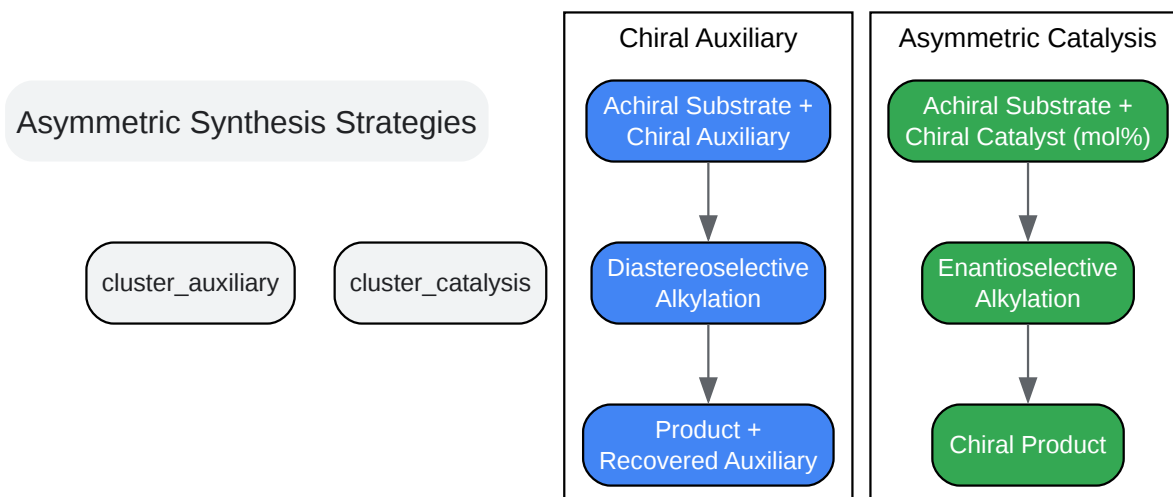 Asymmetric Synthesis Strategies
cluster_auxiliary
cluster_catalysis
Chiral Auxiliary
Achiral Substrate +
Chiral Auxiliary
Diastereoselective
Alkylation
Product +
Recovered Auxiliary
Asymmetric Catalysis
Achiral Substrate +
Chiral Catalyst (mol%)
Enantioselective
Alkylation
Chiral Product